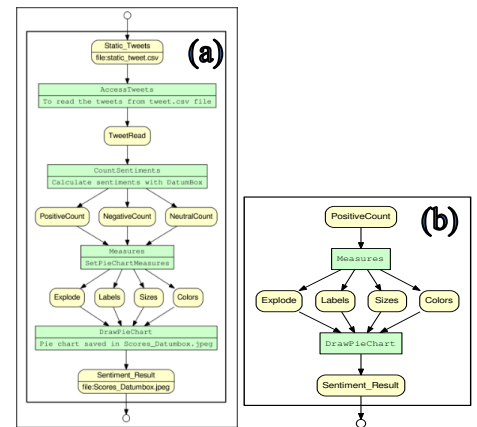 (a)
Static_Tweets
file:static_tweet.csv
AccessTweets
To read the tweets from tweet.csv file
TweetRead
CountSentiments
Calculate sentiments with DatumBox
PositiveCount NegativeCount NeutralCount
Measures
SetPieChartMeasures
Explode Labels Sizes Colors
DrawPieChart
Pie chart saved in Scores_Datumbox.jpeg
Sentiment_Result
file:Scores_Datumbox.jpeg
(b)
PositiveCount
Measures
Explode Labels Sizes Colors
DrawPieChart
Sentiment_Result